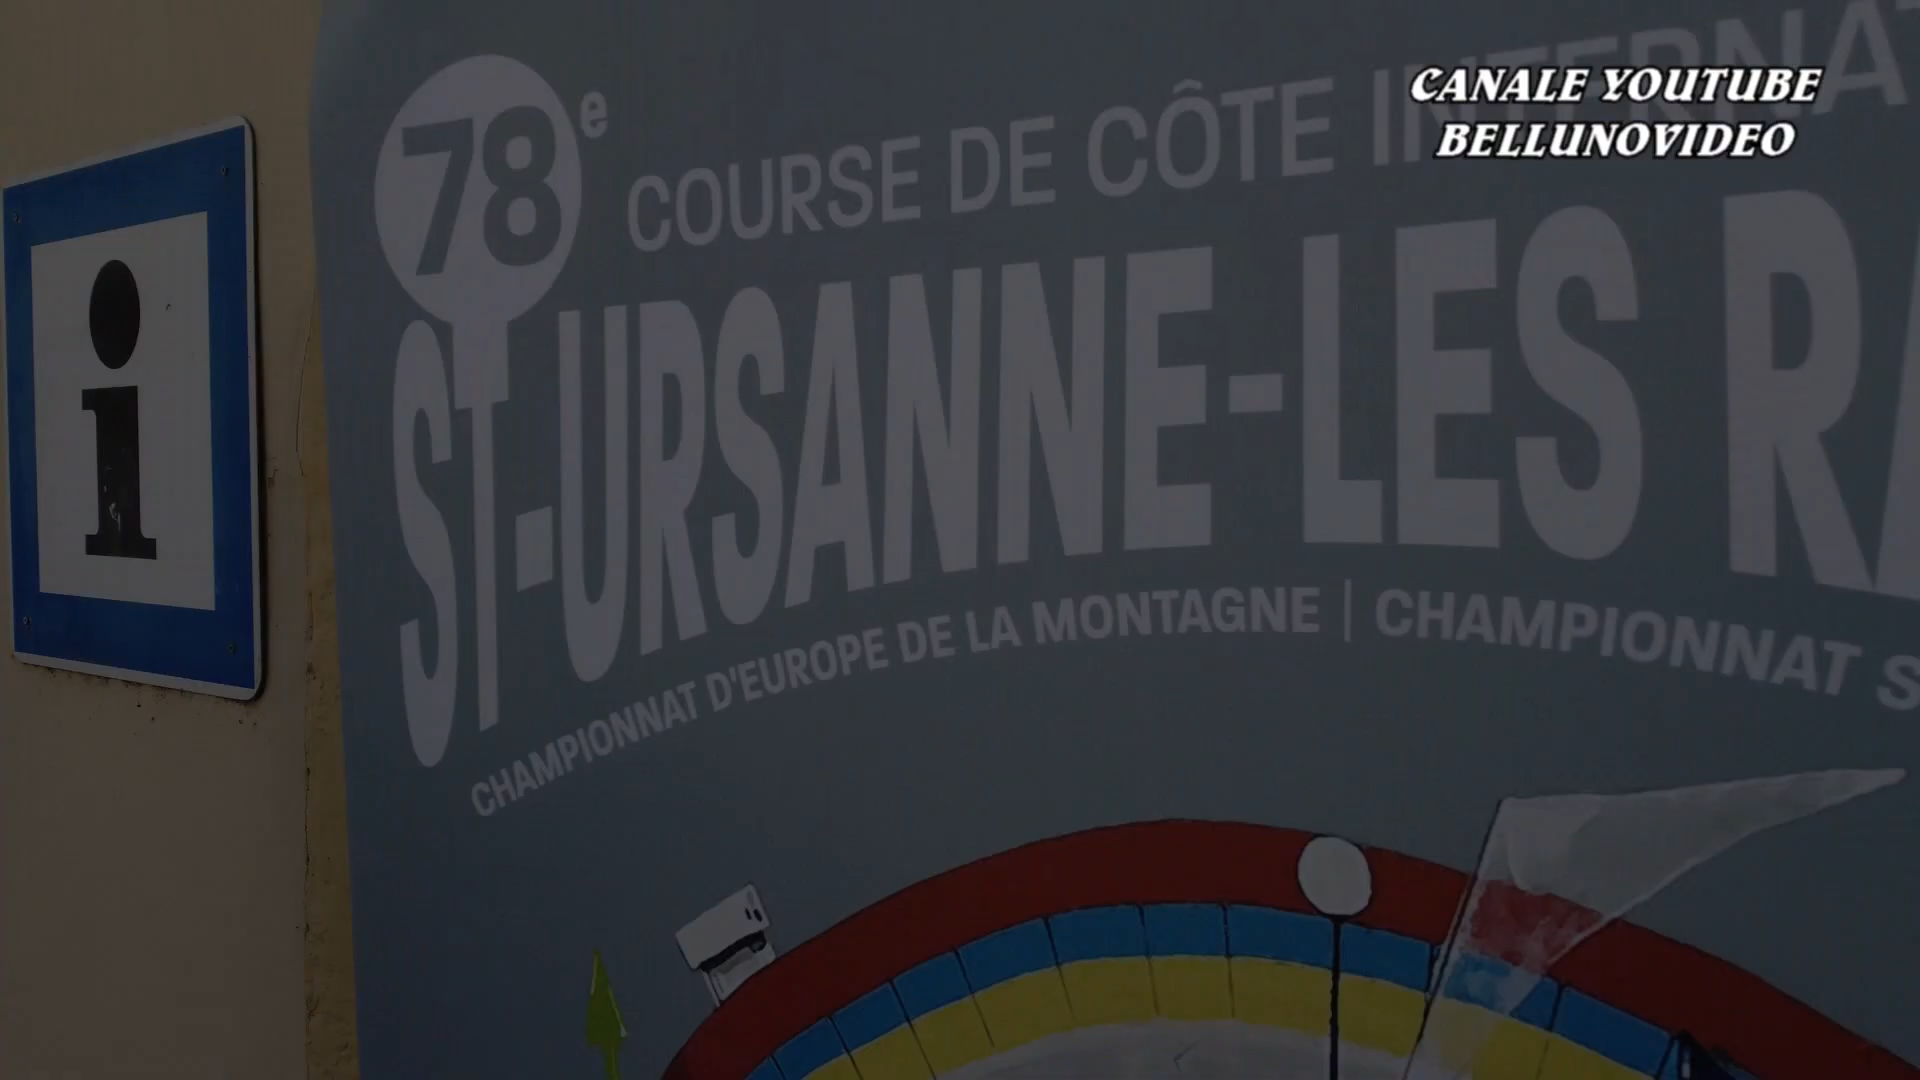 CANALE YOUTUBE
BELLUNOVIDEO
i
78e
COURSE DE CÔTE
ST-URSANNE-LES
CHAMPIONNAT D'EUROPE DE LA MONTAGNE | CHAMPIONNAT